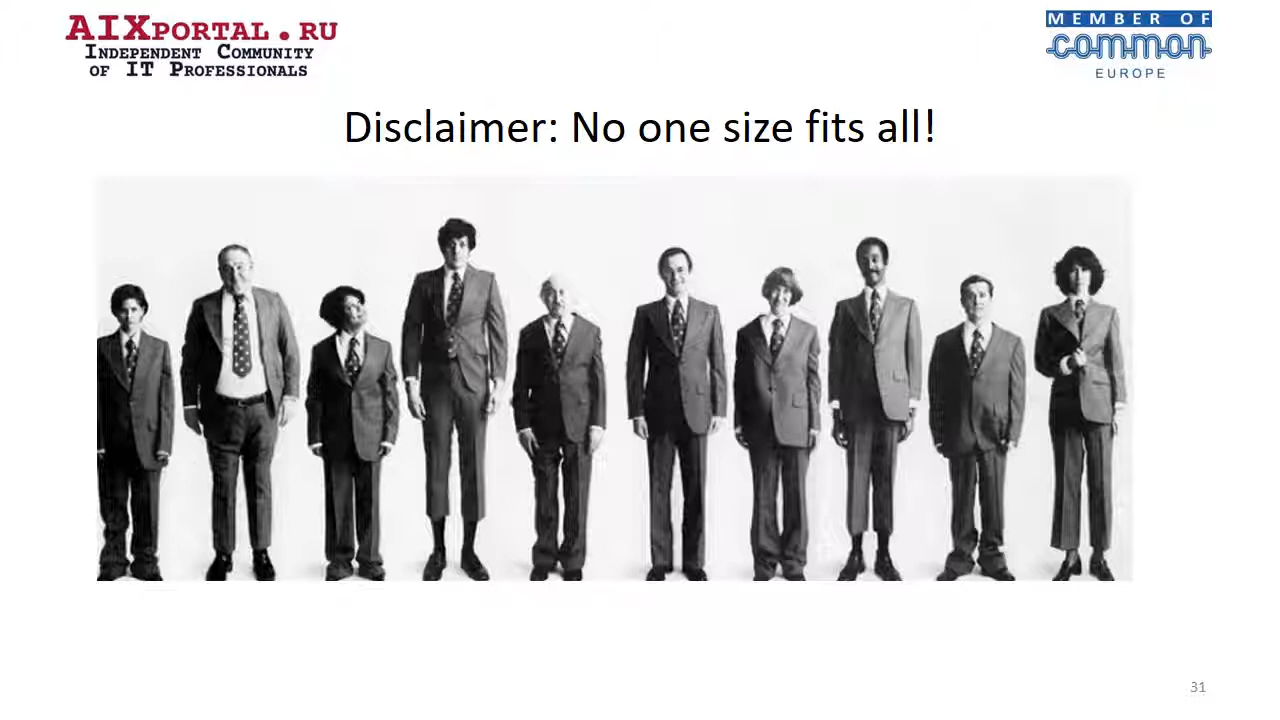 AIXPORTAL.RU
INDEPENDENT COMMUNITY
OF IT PROFESSIONALS
MEMBER OF
common
EUROPE
Disclaimer: No one size fits all!
31